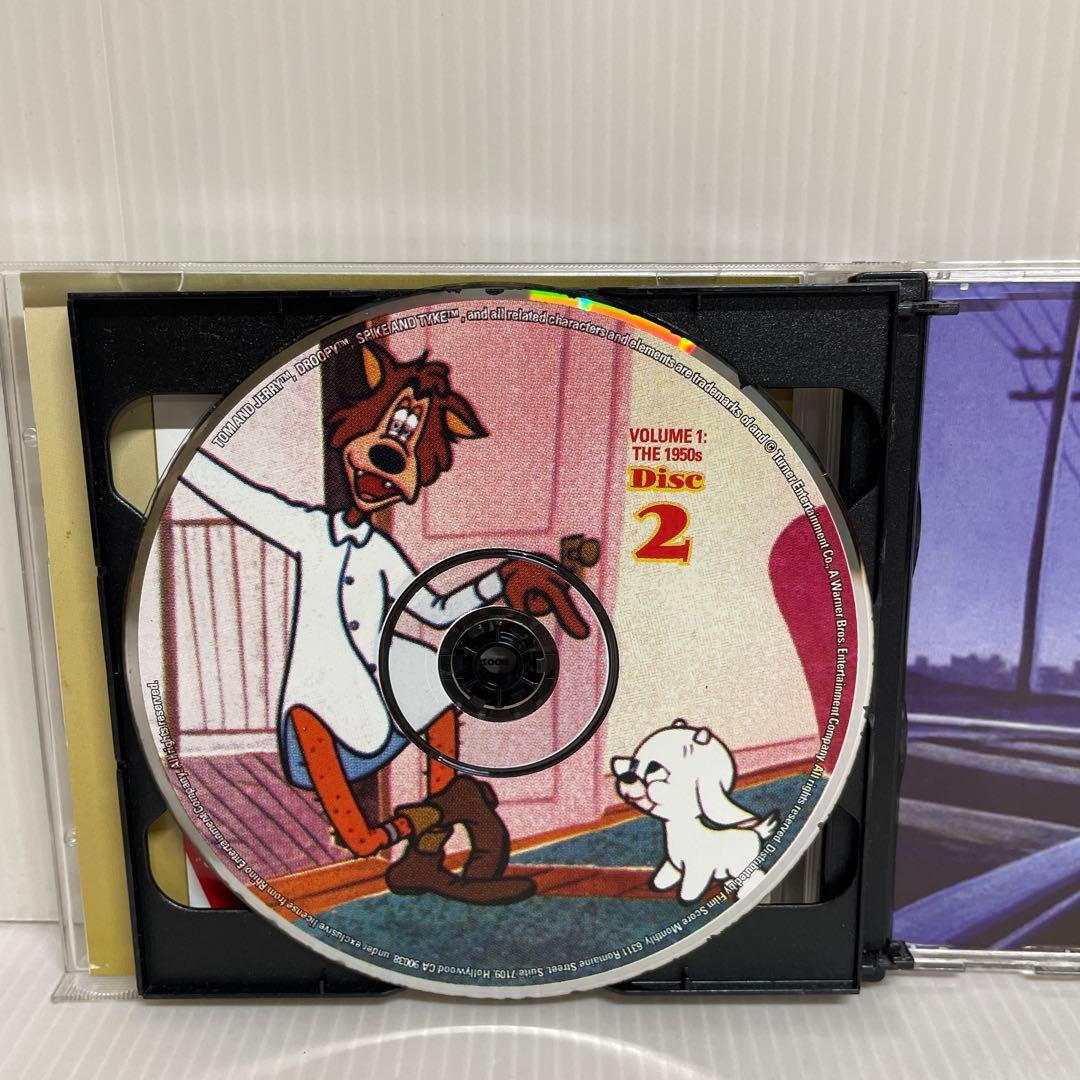 TOM AND JERRY™, DROOPY™, SPIKE AND TYKE™, and all related characters and elements are trademarks of and © Turner Entertainment Co., A Warner Bros. Entertainment Company. All rights reserved. Distributed by Film Score Monthly, 6311 Romaine Street, Suite 7109, Hollywood CA 90038, under exclusive license from Rhino Entertainment Company. All rights reserved.
VOLUME 1:
THE 1950s
Disc
2
toon